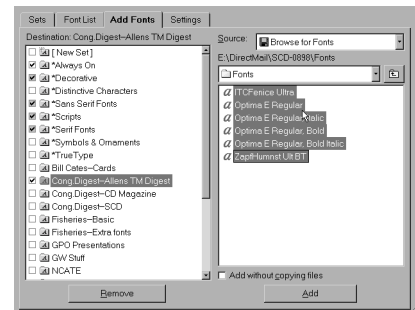 Sets Font List Add Fonts Settings
Destination: Cong.Digest–Allens TM Digest
[ New Set ]
*Always On
*Decorative
*Distinctive Characters
*Sans Serif Fonts
*Scripts
*Serif Fonts
*Symbols & Ornaments
*TrueType
Bill Cates–Cards
Cong.Digest–Allens TM Digest
Cong.Digest–CD Magazine
Cong.Digest–SCD
Fisheries–Basic
Fisheries–Extra fonts
GPO Presentations
GW Stuff
NCATE
Remove
Source: Browse for Fonts
E:\DirectMail\SCD-0898\Fonts
Fonts
ITCFenice Ultra
Optima E Regular
Optima E Regular, Italic
Optima E Regular, Bold
Optima E Regular, Bold Italic
ZapfHumnst Ult BT
Add without copying files
Add